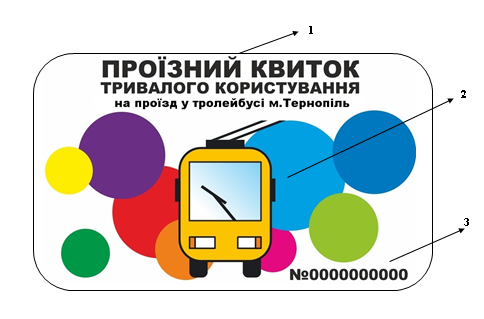 1
ПРОЇЗНИЙ КВИТОК
ТРИВАЛОГО КОРИСТУВАННЯ
на проїзд у тролейбусі м.Тернопіль
2
3
№0000000000